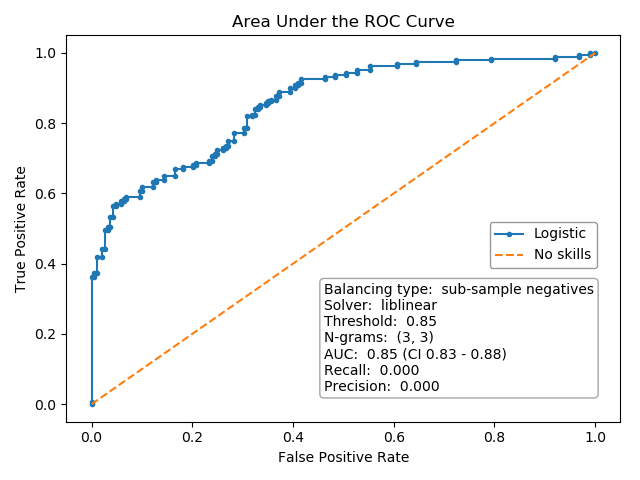 Area Under the ROC Curve
True Positive Rate
1.0
0.8
0.6
0.4
0.2
0.0
Logistic
No skills
Balancing type:  sub-sample negatives
Solver:  liblinear
Threshold:  0.85
N-grams:  (3, 3)
AUC:  0.85 (CI 0.83 - 0.88)
Recall:  0.000
Precision:  0.000
0.0 0.2 0.4 0.6 0.8 1.0
False Positive Rate